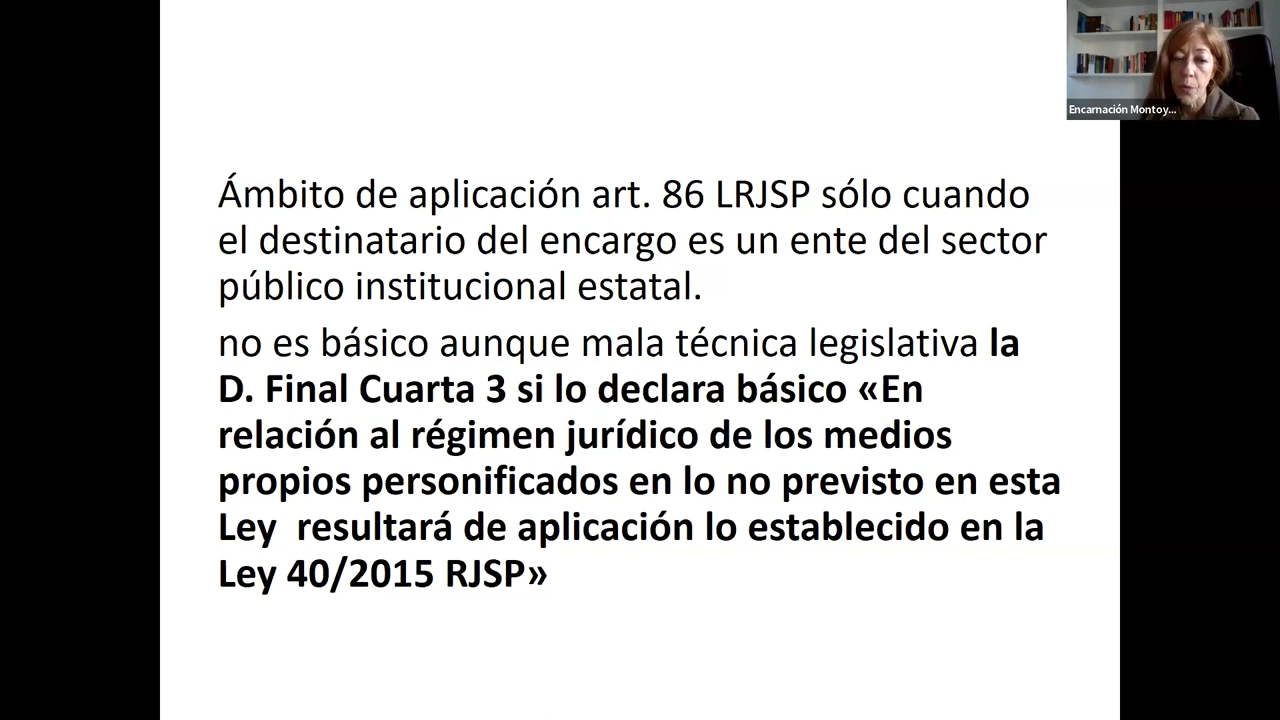 Encarnación Montoy...
Ámbito de aplicación art. 86 LRJSP sólo cuando
el destinatario del encargo es un ente del sector
público institucional estatal.
no es básico aunque mala técnica legislativa la
D. Final Cuarta 3 si lo declara básico «En
relación al régimen jurídico de los medios
propios personificados en lo no previsto en esta
Ley resultará de aplicación lo establecido en la
Ley 40/2015 RJSP»